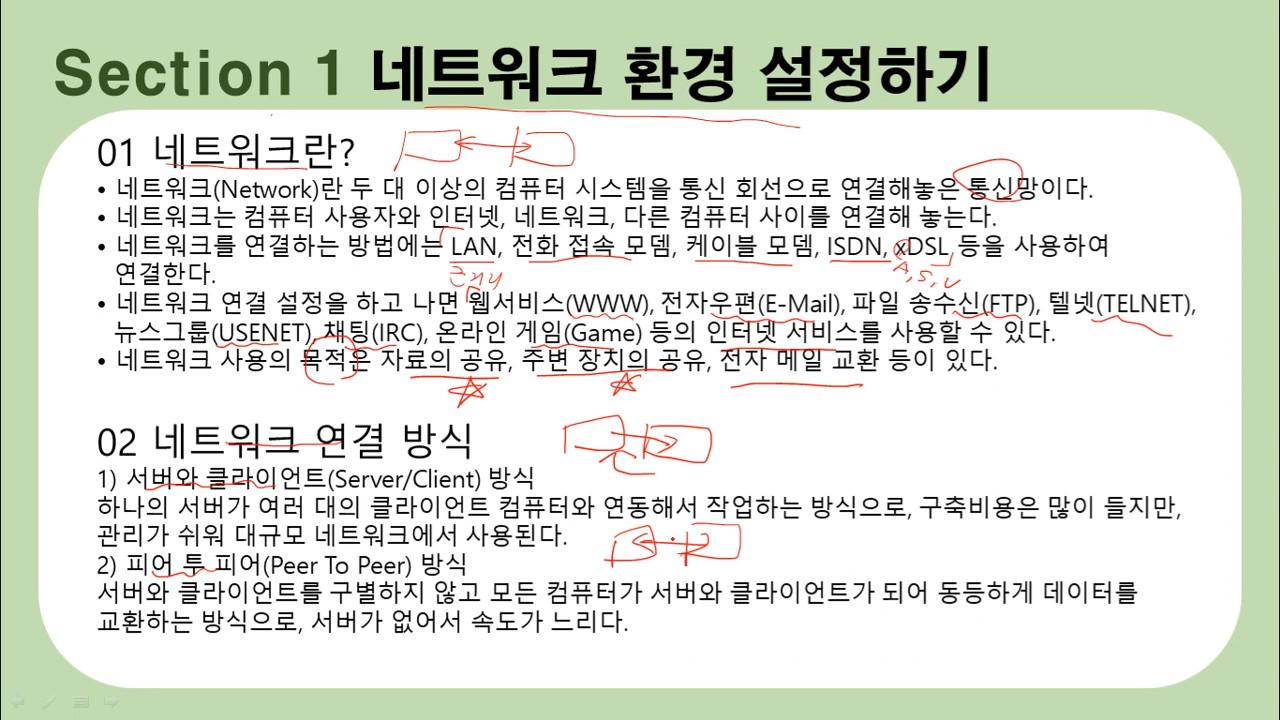 Section 1 네트워크 환경 설정하기
01 네트워크란?
• 네트워크(Network)란 두 대 이상의 컴퓨터 시스템을 통신 회선으로 연결해놓은 통신망이다.
• 네트워크는 컴퓨터 사용자와 인터넷, 네트워크, 다른 컴퓨터 사이를 연결해 놓는다.
• 네트워크를 연결하는 방법에는 LAN, 전화 접속 모뎀, 케이블 모뎀, ISDN, xDSL 등을 사용하여
연결한다.
근거리
A, S, V
• 네트워크 연결 설정을 하고 나면 웹서비스(WWW), 전자우편(E-Mail), 파일 송수신(FTP), 텔넷(TELNET),
뉴스그룹(USENET), 채팅(IRC), 온라인 게임(Game) 등의 인터넷 서비스를 사용할 수 있다.
• 네트워크 사용의 목적은 자료의 공유, 주변 장치의 공유, 전자 메일 교환 등이 있다.
02 네트워크 연결 방식
1) 서버와 클라이언트(Server/Client) 방식
하나의 서버가 여러 대의 클라이언트 컴퓨터와 연동해서 작업하는 방식으로, 구축비용은 많이 들지만,
관리가 쉬워 대규모 네트워크에서 사용된다.
2) 피어 투 피어(Peer To Peer) 방식
서버와 클라이언트를 구별하지 않고 모든 컴퓨터가 서버와 클라이언트가 되어 동등하게 데이터를
교환하는 방식으로, 서버가 없어서 속도가 느리다.